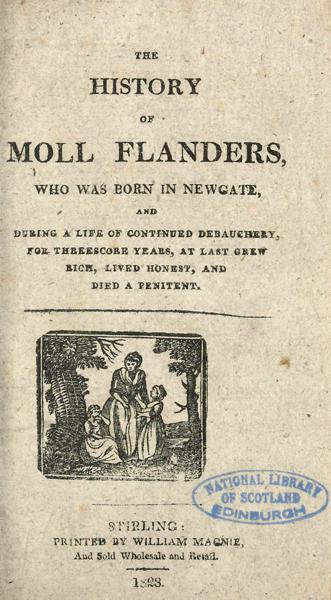 THE
HISTORY
OF
MOLL FLANDERS,
WHO WAS BORN IN NEWGATE,
AND
DURING A LIFE OF CONTINUED DEBAUCHERY,
FOR THREESCORE YEARS, AT LAST GREW
RICH, LIVED HONEST, AND
DIED A PENITENT.
NATIONAL LIBRARY
OF SCOTLAND
EDINBURGH
STIRLING:
PRINTED BY WILLIAM MACNIE,
And Sold Wholesale and Retail.
1823.